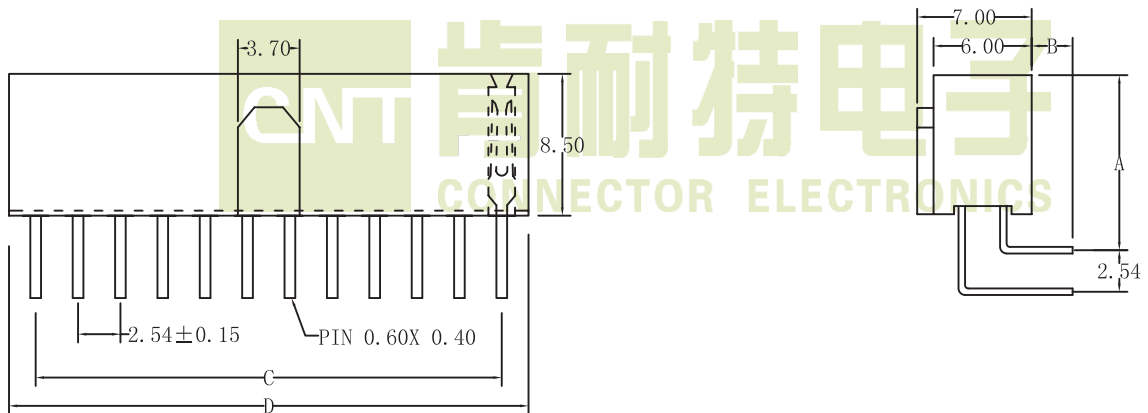 CNT
肯耐特电子
CONNECTOR ELECTRONICS
3.70
8.50
2.54±0.15
PIN 0.60X 0.40
C
D
7.00
6.00
B
A
2.54